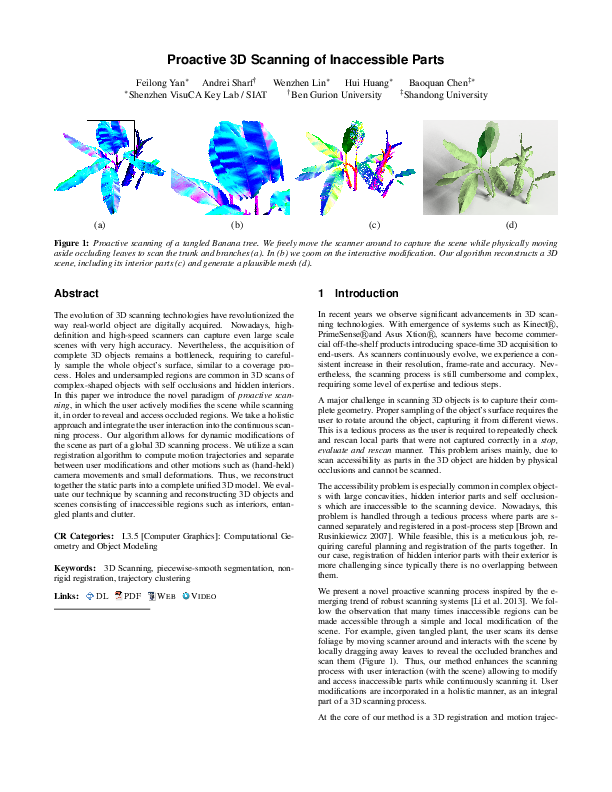 Proactive 3D Scanning of Inaccessible Parts
Feilong Yan* Andrei Sharf† Wenzhen Lin* Hui Huang* Baoquan Chen‡*
*Shenzhen VisuCA Key Lab / SIAT †Ben Gurion University ‡Shandong University
(a) (b) (c) (d)
Figure 1: Proactive scanning of a tangled Banana tree. We freely move the scanner around to capture the scene while physically moving
aside occluding leaves to scan the trunk and branches (a). In (b) we zoom on the interactive modification. Our algorithm reconstructs a 3D
scene, including its interior parts (c) and generate a plausible mesh (d).
Abstract
The evolution of 3D scanning technologies have revolutionized the
way real-world object are digitally acquired. Nowadays, high-
definition and high-speed scanners can capture even large scale
scenes with very high accuracy. Nevertheless, the acquisition of
complete 3D objects remains a bottleneck, requiring to careful-
ly sample the whole object's surface, similar to a coverage pro-
cess. Holes and undersampled regions are common in 3D scans of
complex-shaped objects with self occlusions and hidden interiors.
In this paper we introduce the novel paradigm of proactive scan-
ning, in which the user actively modifies the scene while scanning
it, in order to reveal and access occluded regions. We take a holistic
approach and integrate the user interaction into the continuous scan-
ning process. Our algorithm allows for dynamic modifications of
the scene as part of a global 3D scanning process. We utilize a scan
registration algorithm to compute motion trajectories and separate
between user modifications and other motions such as (hand-held)
camera movements and small deformations. Thus, we reconstruct
together the static parts into a complete unified 3D model. We eval-
uate our technique by scanning and reconstructing 3D objects and
scenes consisting of inaccessible regions such as interiors, entan-
gled plants and clutter.
CR Categories: I.3.5 [Computer Graphics]: Computational Ge-
ometry and Object Modeling
Keywords: 3D Scanning, piecewise-smooth segmentation, non-
rigid registration, trajectory clustering
Links: DL PDF WEB VIDEO
1 Introduction
In recent years we observe significant advancements in 3D scan-
ning technologies. With emergence of systems such as Kinect®,
PrimeSense®and Asus Xtion®, scanners have become commer-
cial off-the-shelf products introducing space-time 3D acquisition to
end-users. As scanners continuously evolve, we experience a con-
sistent increase in their resolution, frame-rate and accuracy. Nev-
ertheless, the scanning process is still cumbersome and complex,
requiring some level of expertise and tedious steps.
A major challenge in scanning 3D objects is to capture their com-
plete geometry. Proper sampling of the object's surface requires the
user to rotate around the object, capturing it from different views.
This is a tedious process as the user is required to repeatedly check
and rescan local parts that were not captured correctly in a stop,
evaluate and rescan manner. This problem arises mainly, due to
scan accessibility as parts in the 3D object are hidden by physical
occlusions and cannot be scanned.
The accessibility problem is especially common in complex object-
s with large concavities, hidden interior parts and self occlusion-
s which are inaccessible to the scanning device. Nowadays, this
problem is handled through a tedious process where parts are s-
canned separately and registered in a post-process step [Brown and
Rusinkiewicz 2007]. While feasible, this is a meticulous job, re-
quiring careful planning and registration of the parts together. In
our case, registration of hidden interior parts with their exterior is
more challenging since typically there is no overlapping between
them.
We present a novel proactive scanning process inspired by the e-
merging trend of robust scanning systems [Li et al. 2013]. We fol-
low the observation that many times inaccessible regions can be
made accessible through a simple and local modification of the
scene. For example, given tangled plant, the user scans its dense
foliage by moving scanner around and interacts with the scene by
locally dragging away leaves to reveal the occluded branches and
scan them (Figure 1). Thus, our method enhances the scanning
process with user interaction (with the scene) allowing to modify
and access inaccessible parts while continuously scanning it. User
modifications are incorporated in a holistic manner, as an integral
part of a 3D scanning process.
At the core of our method is a 3D registration and motion trajec-